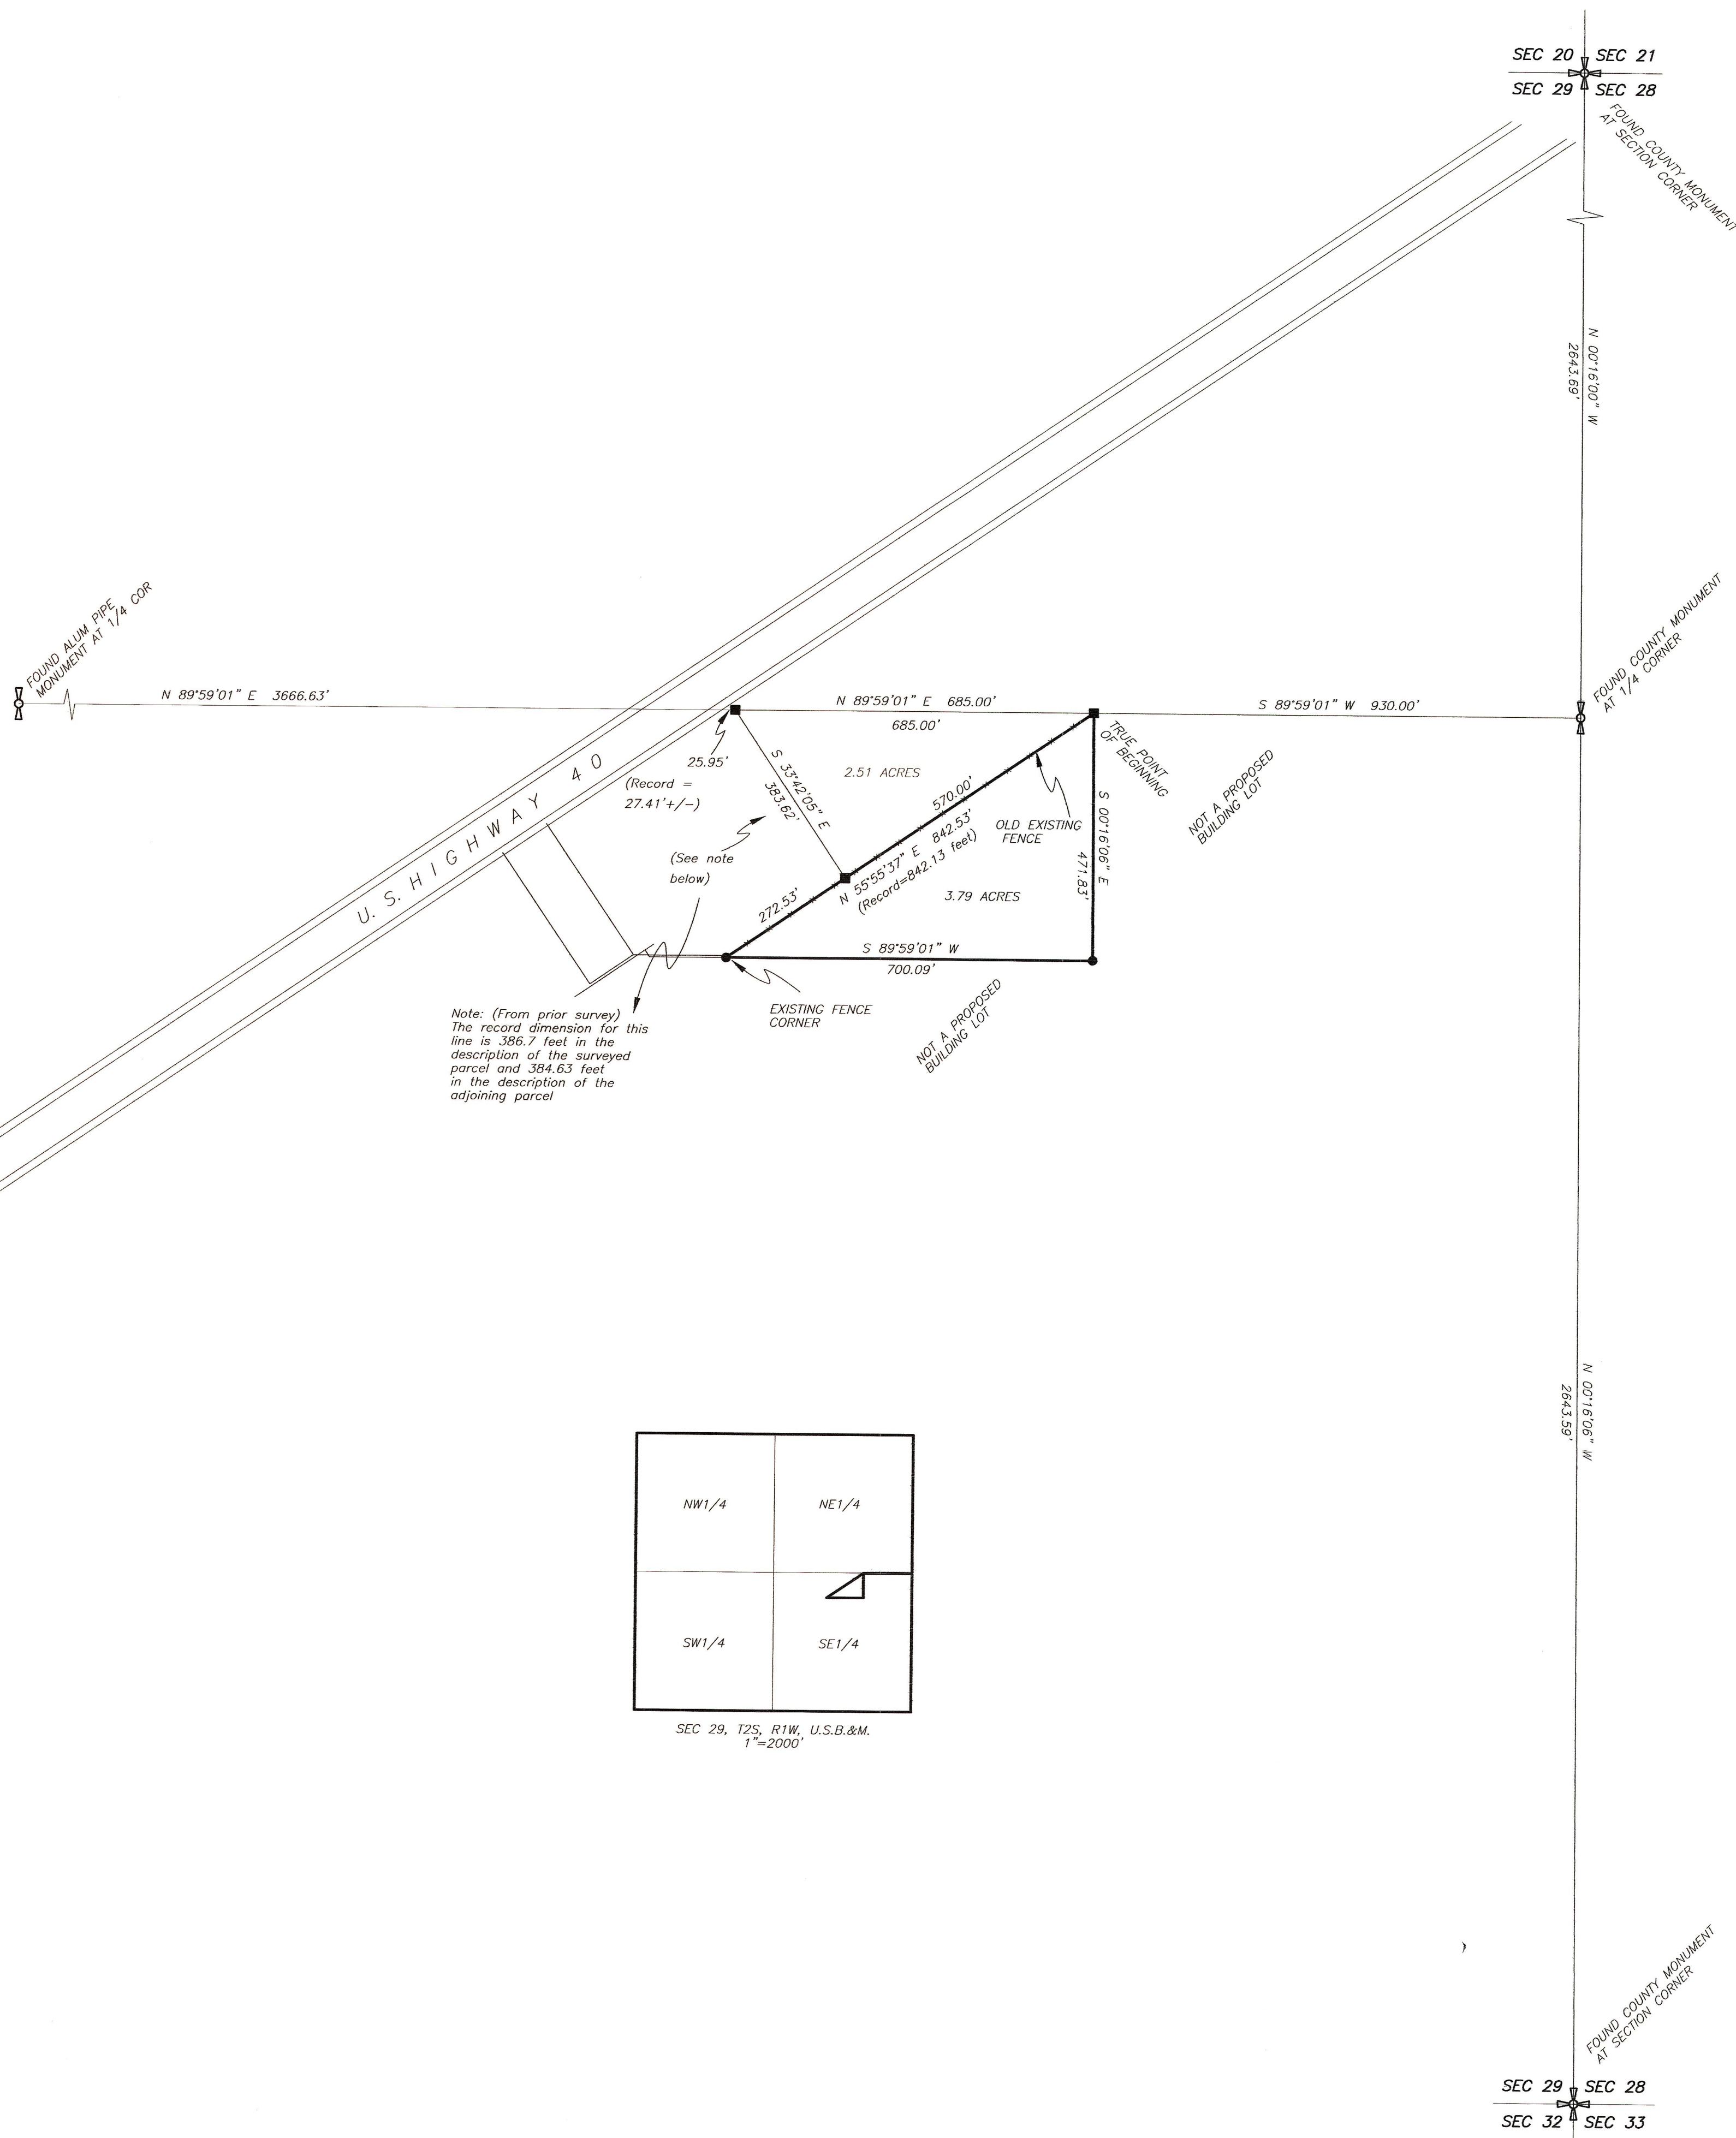 SEC 20
SEC 21
SEC 29
SEC 28
FOUND COUNTY MONUMENT
AT SECTION CORNER
N 00°16'00" W
2643.69'
FOUND ALUM PIPE
MONUMENT AT 1/4 COR
FOUND COUNTY MONUMENT
AT 1/4 CORNER
N 89°59'01" E 3666.63'
N 89°59'01" E 685.00'
685.00'
S 89°59'01" W 930.00'
TRUE POINT
OF BEGINNING
25.95'
(Record =
27.41'+/-)
S 33°42'05" E
383.62'
2.51 ACRES
U.S. HIGHWAY 40
(See note
below)
570.00'
N 55°55'37" E 842.53'
(Record=842.13 feet)
272.53'
OLD EXISTING
FENCE
S 00°16'06" E
471.83'
NOT A PROPOSED
BUILDING LOT
3.79 ACRES
S 89°59'01" W
700.09'
EXISTING FENCE
CORNER
NOT A PROPOSED
BUILDING LOT
Note: (From prior survey)
The record dimension for this
line is 386.7 feet in the
description of the surveyed
parcel and 384.63 feet
in the description of the
adjoining parcel
N 00°16'06" W
2643.59'
NW1/4
NE1/4
SW1/4
SE1/4
SEC 29, T2S, R1W, U.S.B.&M.
1"=2000'
FOUND COUNTY MONUMENT
AT SECTION CORNER
SEC 29
SEC 28
SEC 32
SEC 33